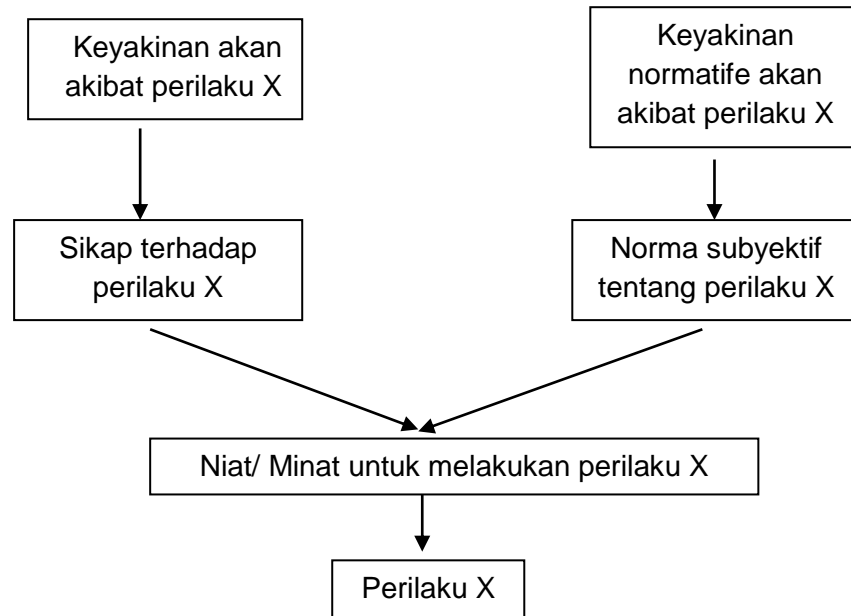 Keyakinan akan
akibat perilaku X
Keyakinan
normatife akan
akibat perilaku X
Sikap terhadap
perilaku X
Norma subyektif
tentang perilaku X
Niat/ Minat untuk melakukan perilaku X
Perilaku X